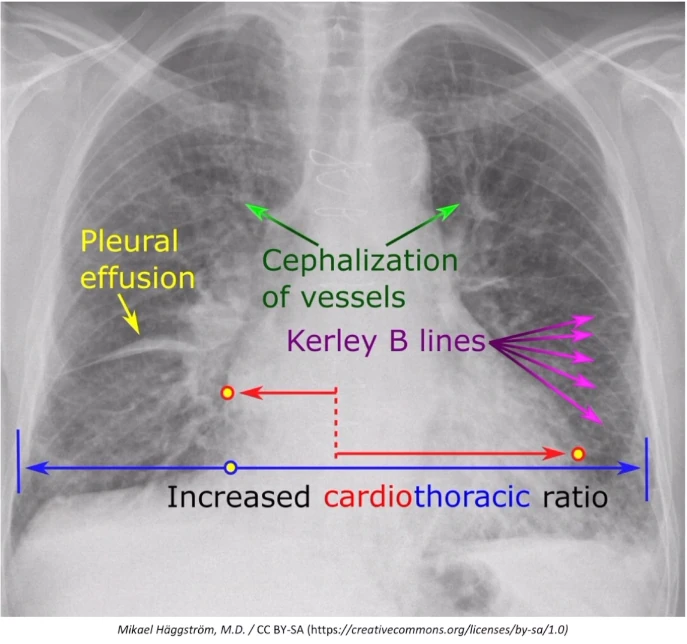 Pleural
effusion
Cephalization
of vessels
Kerley B lines
Increased cardiothoracic ratio
Mikael Häggström, M.D. / CC BY-SA (https://creativecommons.org/licenses/by-sa/1.0)